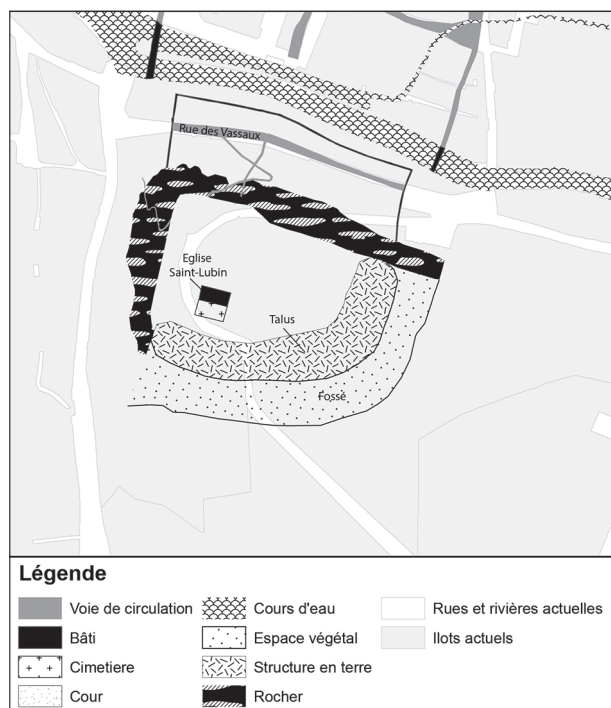 Rue des Vassaux
Eglise
Saint-Lubin
Talus
Fossé
Légende
Voie de circulation
Bâti
Cimetiere
Cour
Cours d'eau
Espace végétal
Structure en terre
Rocher
Rues et rivières actuelles
Ilots actuels